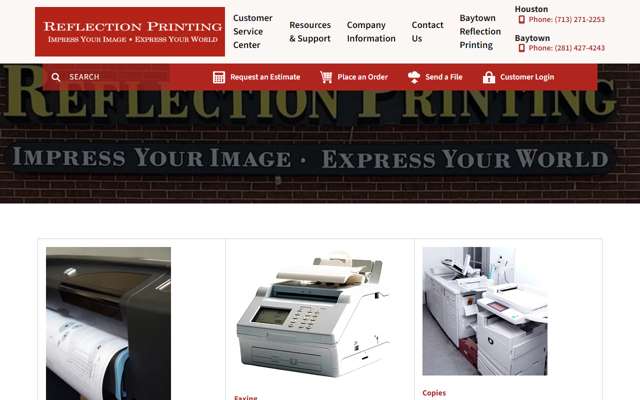 REFLECTION PRINTING
IMPRESS YOUR IMAGE • EXPRESS YOUR WORLD
Customer
Service
Center
Resources
& Support
Company
Information
Contact
Us
Baytown
Reflection
Printing
Houston
Phone: (713) 271-2253
Baytown
Phone: (281) 427-4243
SEARCH
Request an Estimate
Place an Order
Send a File
Customer Login
REFLECTION PRINTING
IMPRESS YOUR IMAGE · EXPRESS YOUR WORLD
Faxing
Copies